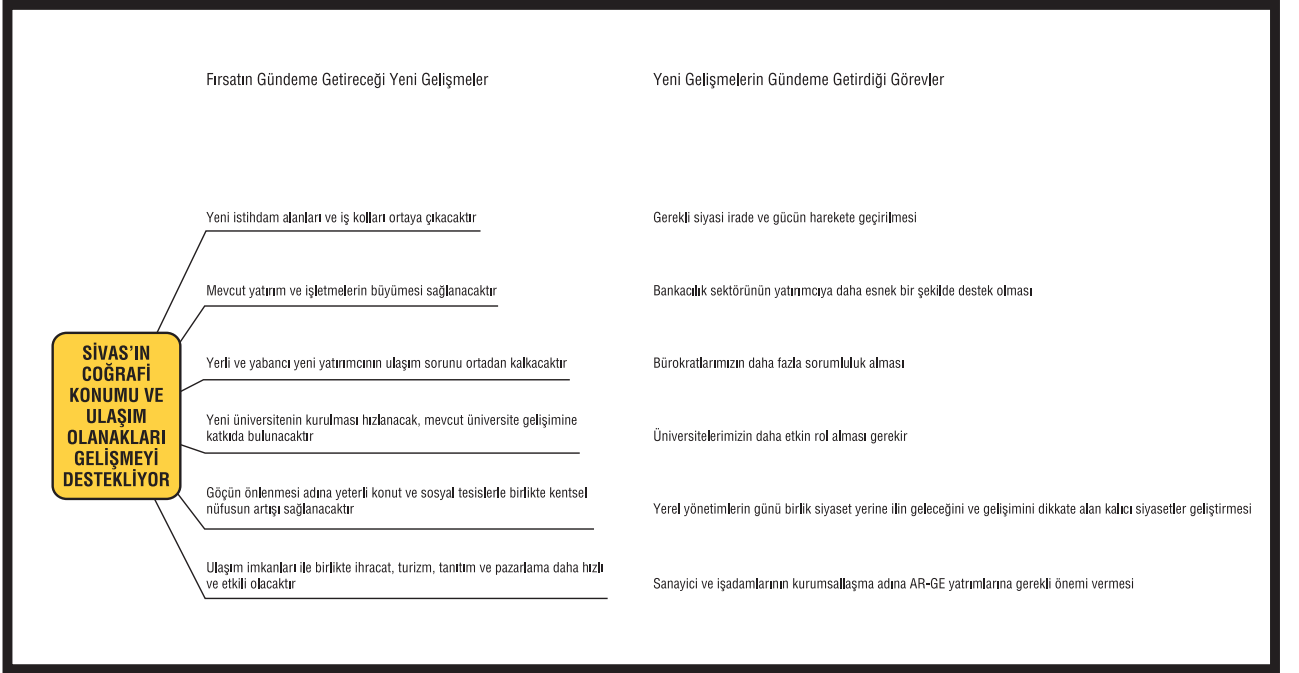 Fırsatın Gündeme Getireceği Yeni Gelişmeler
Yeni Gelişmelerin Gündeme Getirdiği Görevler
Yeni istihdam alanları ve iş kolları ortaya çıkacaktır
Gerekli siyasi irade ve gücün harekete geçirilmesi
Mevcut yatırım ve işletmelerin büyümesi sağlanacaktır
Bankacılık sektörünün yatırımcıya daha esnek bir şekilde destek olması
SİVAS'IN
COĞRAFİ
KONUMU VE
ULAŞIM
OLANAKLARI
GELİŞMEYİ
DESTEKLİYOR
Yerli ve yabancı yeni yatırımcının ulaşım sorunu ortadan kalkacaktır
Bürokratlarımızın daha fazla sorumluluk alması
Yeni üniversitenin kurulması hızlanacak, mevcut üniversite gelişimine
katkıda bulunacaktır
Üniversitelerimizin daha etkin rol alması gerekir
Göçün önlenmesi adına yeterli konut ve sosyal tesislerle birlikte kentsel
nüfusun artışı sağlanacaktır
Yerel yönetimlerin günü birlik siyaset yerine ilin geleceğini ve gelişimini dikkate alan kalıcı siyasetler geliştirmesi
Ulaşım imkanları ile birlikte ihracat, turizm, tanıtım ve pazarlama daha hızlı
ve etkili olacaktır
Sanayici ve işadamlarının kurumsallaşma adına AR-GE yatrımlarına gerekli önemi vermesi